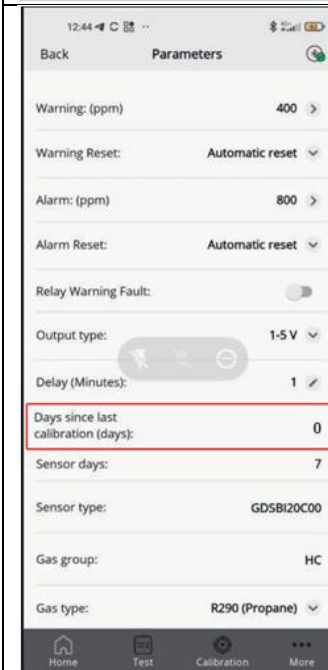 12:44
Back Parameters
Warning: (ppm) 400
Warning Reset: Automatic reset
Alarm: (ppm) 800
Alarm Reset: Automatic reset
Relay Warning Fault:
Output type: 1-5 V
Delay (Minutes): 1
Days since last
calibration (days): 0
Sensor days: 7
Sensor type: GDSBI20C00
Gas group: HC
Gas type: R290 (Propane)
Home Test Calibration More